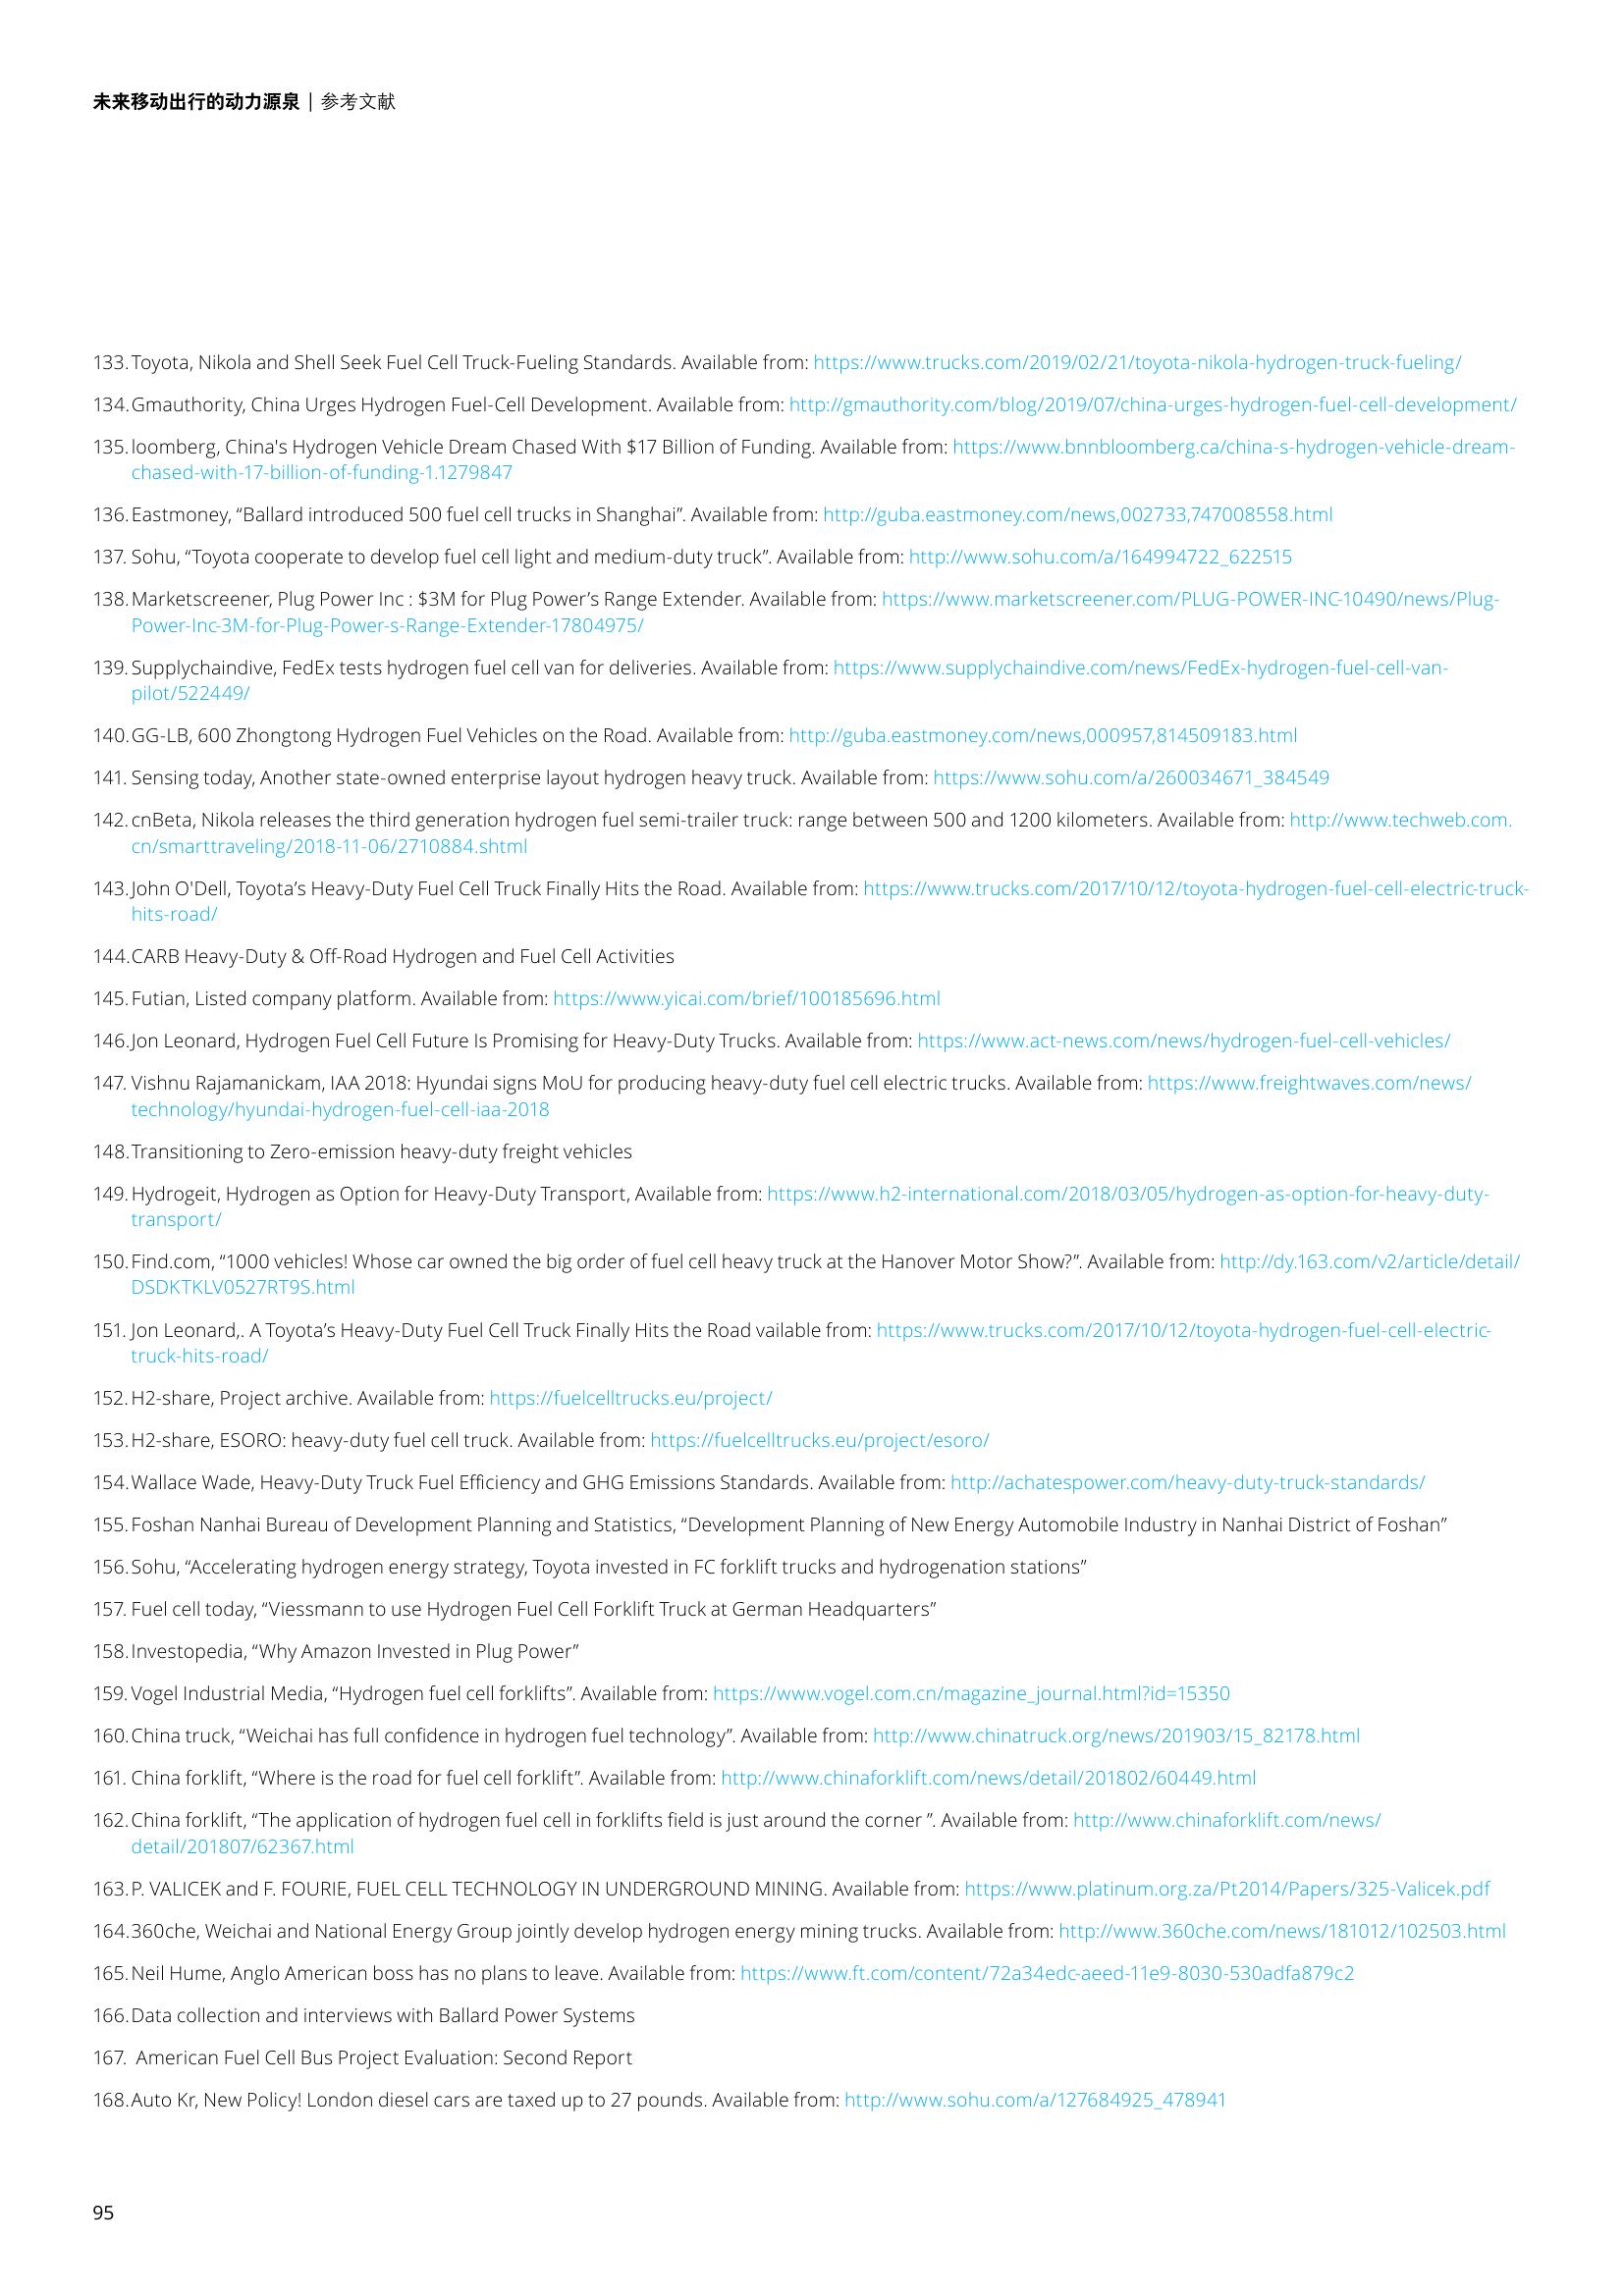 未来移动出行的动力源泉 | 参考文献
133. Toyota, Nikola and Shell Seek Fuel Cell Truck-Fueling Standards. Available from: https://www.trucks.com/2019/02/21/toyota-nikola-hydrogen-truck-fueling/
134. Gmauthority, China Urges Hydrogen Fuel-Cell Development. Available from: http://gmauthority.com/blog/2019/07/china-urges-hydrogen-fuel-cell-development/
135. loomberg, China's Hydrogen Vehicle Dream Chased With $17 Billion of Funding. Available from: https://www.bnnbloomberg.ca/china-s-hydrogen-vehicle-dream-
chased-with-17-billion-of-funding-1.1279847
136. Eastmoney, “Ballard introduced 500 fuel cell trucks in Shanghai”. Available from: http://guba.eastmoney.com/news,002733,747008558.html
137. Sohu, “Toyota cooperate to develop fuel cell light and medium-duty truck”. Available from: http://www.sohu.com/a/164994722_622515
138. Marketscreener, Plug Power Inc : $3M for Plug Power’s Range Extender. Available from: https://www.marketscreener.com/PLUG-POWER-INC-10490/news/Plug-
Power-Inc-3M-for-Plug-Power-s-Range-Extender-17804975/
139. Supplychaindive, FedEx tests hydrogen fuel cell van for deliveries. Available from: https://www.supplychaindive.com/news/FedEx-hydrogen-fuel-cell-van-
pilot/522449/
140. GG-LB, 600 Zhongtong Hydrogen Fuel Vehicles on the Road. Available from: http://guba.eastmoney.com/news,000957,814509183.html
141. Sensing today, Another state-owned enterprise layout hydrogen heavy truck. Available from: https://www.sohu.com/a/260034671_384549
142. cnBeta, Nikola releases the third generation hydrogen fuel semi-trailer truck: range between 500 and 1200 kilometers. Available from: http://www.techweb.com.
cn/smarttraveling/2018-11-06/2710884.shtml
143. John O'Dell, Toyota’s Heavy-Duty Fuel Cell Truck Finally Hits the Road. Available from: https://www.trucks.com/2017/10/12/toyota-hydrogen-fuel-cell-electric-truck-
hits-road/
144. CARB Heavy-Duty & Off-Road Hydrogen and Fuel Cell Activities
145. Futian, Listed company platform. Available from: https://www.yicai.com/brief/100185696.html
146. Jon Leonard, Hydrogen Fuel Cell Future Is Promising for Heavy-Duty Trucks. Available from: https://www.act-news.com/news/hydrogen-fuel-cell-vehicles/
147. Vishnu Rajamanickam, IAA 2018: Hyundai signs MoU for producing heavy-duty fuel cell electric trucks. Available from: https://www.freightwaves.com/news/
technology/hyundai-hydrogen-fuel-cell-iaa-2018
148. Transitioning to Zero-emission heavy-duty freight vehicles
149. Hydrogeit, Hydrogen as Option for Heavy-Duty Transport, Available from: https://www.h2-international.com/2018/03/05/hydrogen-as-option-for-heavy-duty-
transport/
150. Find.com, “1000 vehicles! Whose car owned the big order of fuel cell heavy truck at the Hanover Motor Show?”. Available from: http://dy.163.com/v2/article/detail/
DSDKTKLV0527RT9S.html
151. Jon Leonard,. A Toyota’s Heavy-Duty Fuel Cell Truck Finally Hits the Road vailable from: https://www.trucks.com/2017/10/12/toyota-hydrogen-fuel-cell-electric-
truck-hits-road/
152. H2-share, Project archive. Available from: https://fuelcelltrucks.eu/project/
153. H2-share, ESORO: heavy-duty fuel cell truck. Available from: https://fuelcelltrucks.eu/project/esoro/
154. Wallace Wade, Heavy-Duty Truck Fuel Efficiency and GHG Emissions Standards. Available from: http://achatespower.com/heavy-duty-truck-standards/
155. Foshan Nanhai Bureau of Development Planning and Statistics, “Development Planning of New Energy Automobile Industry in Nanhai District of Foshan”
156. Sohu, “Accelerating hydrogen energy strategy, Toyota invested in FC forklift trucks and hydrogenation stations”
157. Fuel cell today, “Viessmann to use Hydrogen Fuel Cell Forklift Truck at German Headquarters”
158. Investopedia, “Why Amazon Invested in Plug Power”
159. Vogel Industrial Media, “Hydrogen fuel cell forklifts”. Available from: https://www.vogel.com.cn/magazine_journal.html?id=15350
160. China truck, “Weichai has full confidence in hydrogen fuel technology”. Available from: http://www.chinatruck.org/news/201903/15_82178.html
161. China forklift, “Where is the road for fuel cell forklift”. Available from: http://www.chinaforklift.com/news/detail/201802/60449.html
162. China forklift, “The application of hydrogen fuel cell in forklifts field is just around the corner ”. Available from: http://www.chinaforklift.com/news/
detail/201807/62367.html
163. P. VALICEK and F. FOURIE, FUEL CELL TECHNOLOGY IN UNDERGROUND MINING. Available from: https://www.platinum.org.za/Pt2014/Papers/325-Valicek.pdf
164. 360che, Weichai and National Energy Group jointly develop hydrogen energy mining trucks. Available from: http://www.360che.com/news/181012/102503.html
165. Neil Hume, Anglo American boss has no plans to leave. Available from: https://www.ft.com/content/72a34edc-aeed-11e9-8030-530adfa879c2
166. Data collection and interviews with Ballard Power Systems
167. American Fuel Cell Bus Project Evaluation: Second Report
168. Auto Kr, New Policy! London diesel cars are taxed up to 27 pounds. Available from: http://www.sohu.com/a/127684925_478941
95